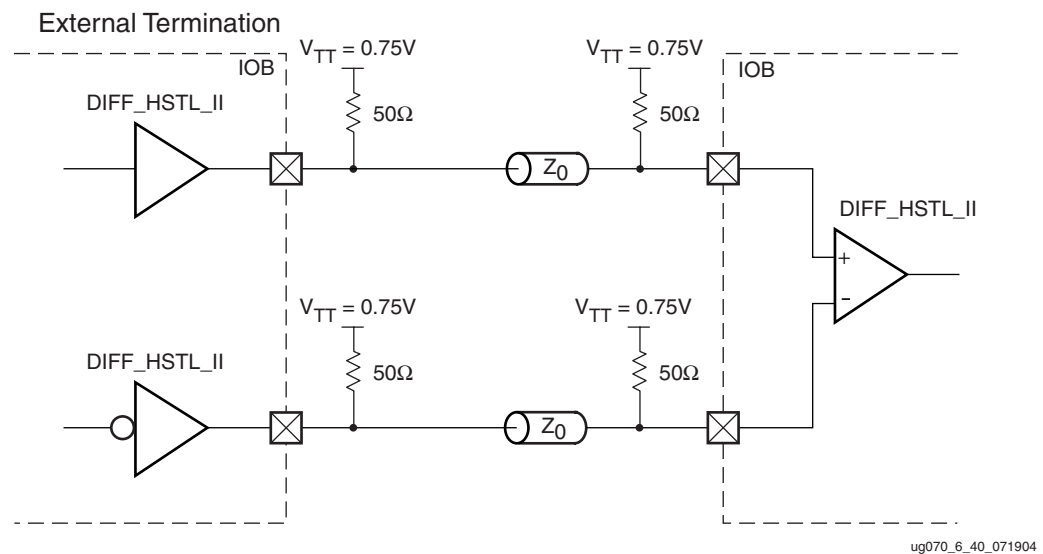 External Termination
V_TT = 0.75V
V_TT = 0.75V
IOB
IOB
DIFF_HSTL_II
50Ω
50Ω
Z_0
DIFF_HSTL_II
+
-
V_TT = 0.75V
V_TT = 0.75V
DIFF_HSTL_II
50Ω
50Ω
Z_0
ug070_6_40_071904